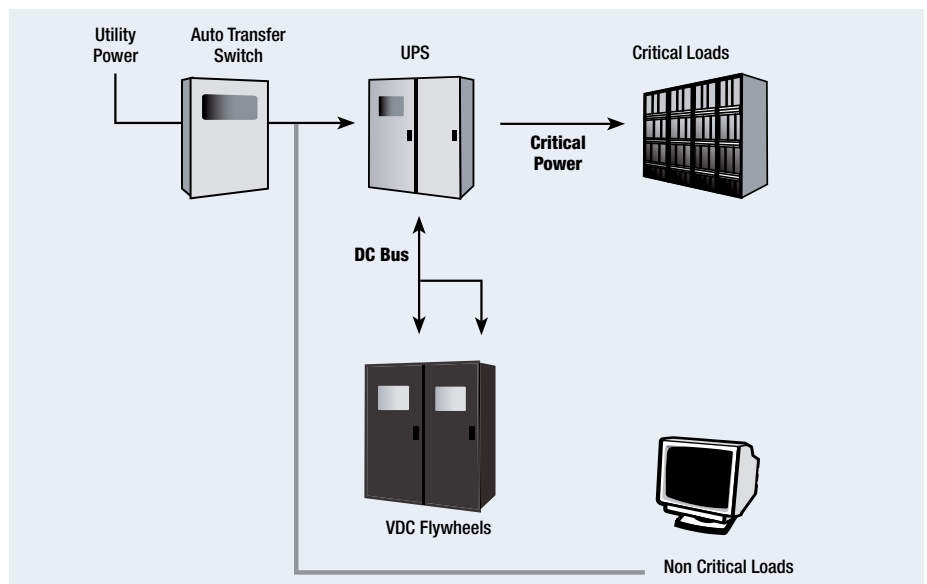 Utility
Power
Auto Transfer
Switch
UPS
Critical Loads
Critical
Power
DC Bus
VDC Flywheels
Non Critical Loads